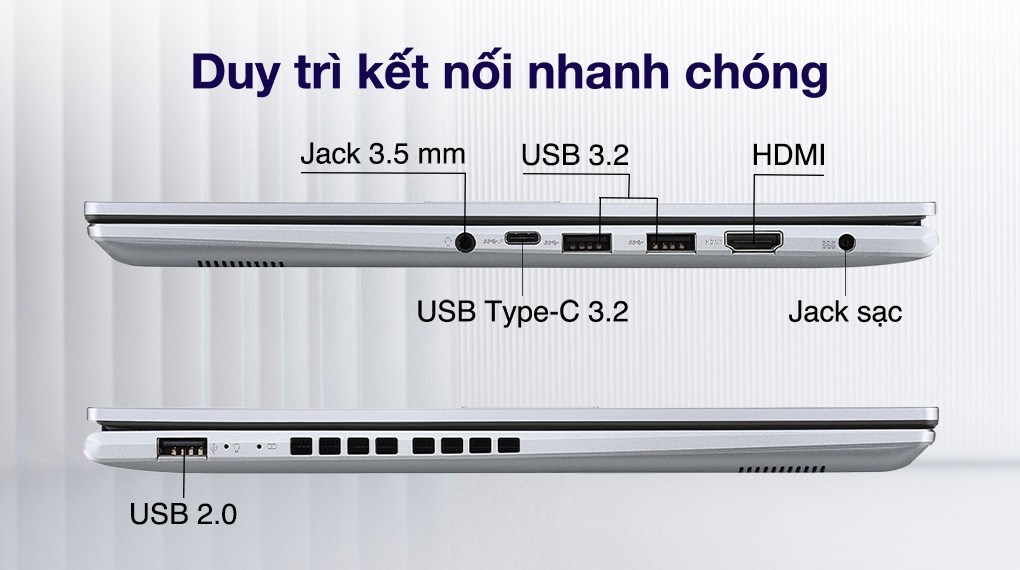 Duy trì kết nối nhanh chóng
Jack 3.5 mm
USB 3.2
HDMI
HDMI
USB Type-C 3.2
Jack sạc
USB 2.0